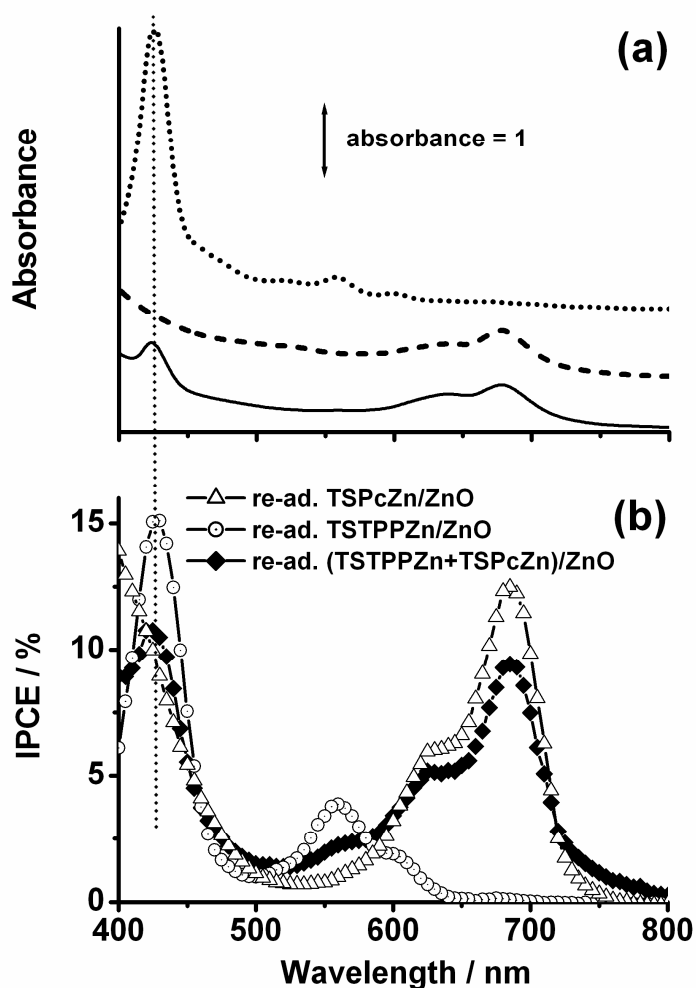 (a)
absorbance = 1
Absorbance
re-ad. TSPcZn/ZnO
(b)
re-ad. TSTPPZn/ZnO
re-ad. (TSTPPZn+TSPcZn)/ZnO
15
10
5
0
IPCE / %
400 500 600 700 800
Wavelength / nm